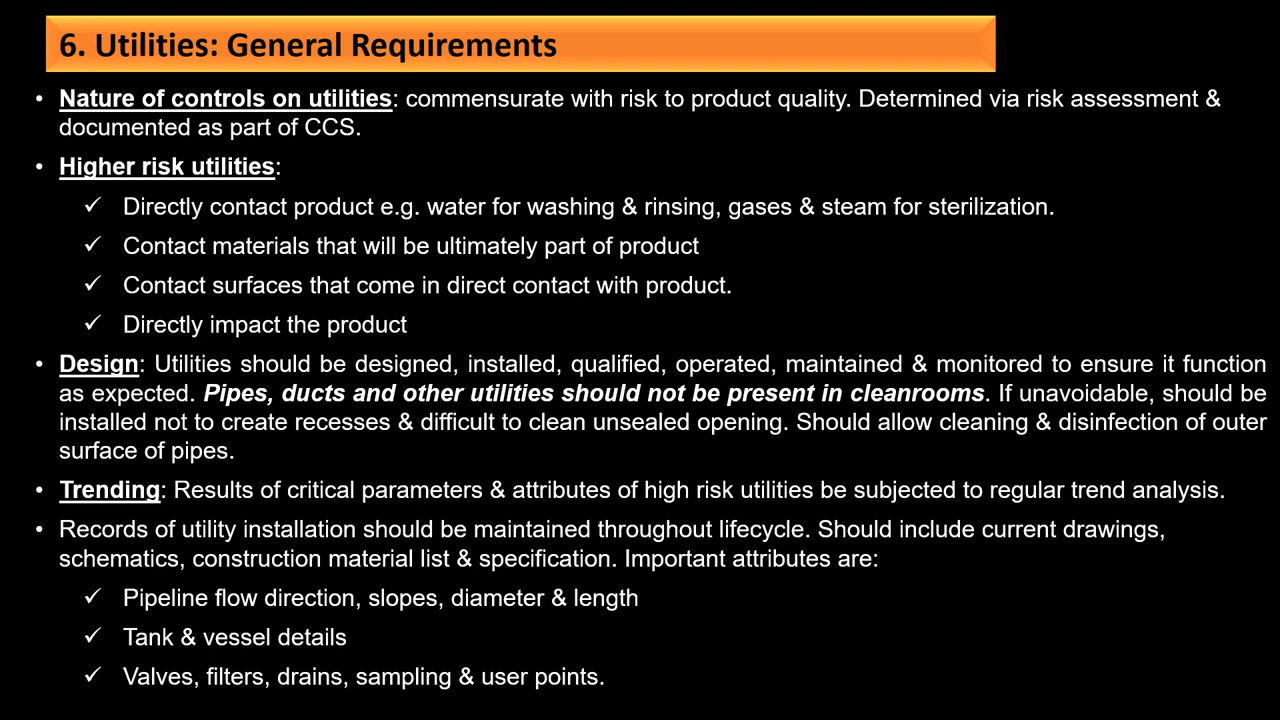 6. Utilities: General Requirements
• Nature of controls on utilities: commensurate with risk to product quality. Determined via risk assessment &
documented as part of CCS.
• Higher risk utilities:
✓ Directly contact product e.g. water for washing & rinsing, gases & steam for sterilization.
✓ Contact materials that will be ultimately part of product
✓ Contact surfaces that come in direct contact with product.
✓ Directly impact the product
• Design: Utilities should be designed, installed, qualified, operated, maintained & monitored to ensure it function
as expected. Pipes, ducts and other utilities should not be present in cleanrooms. If unavoidable, should be
installed not to create recesses & difficult to clean unsealed opening. Should allow cleaning & disinfection of outer
surface of pipes.
• Trending: Results of critical parameters & attributes of high risk utilities be subjected to regular trend analysis.
• Records of utility installation should be maintained throughout lifecycle. Should include current drawings,
schematics, construction material list & specification. Important attributes are:
✓ Pipeline flow direction, slopes, diameter & length
✓ Tank & vessel details
✓ Valves, filters, drains, sampling & user points.